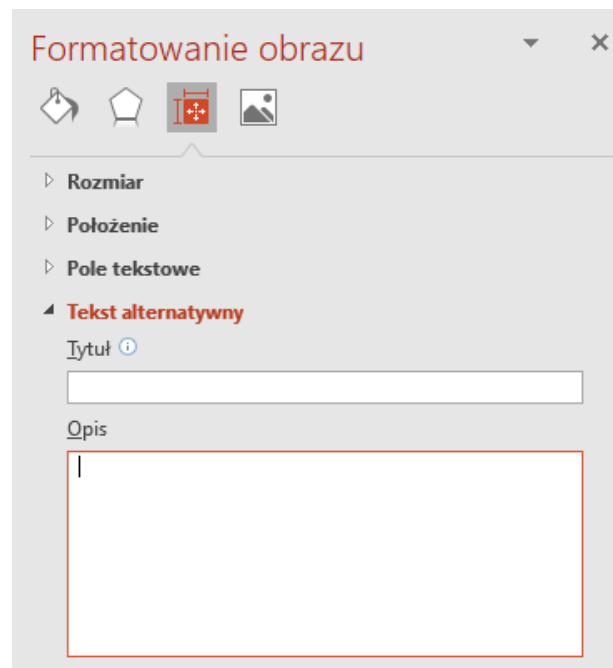 Formatowanie obrazu
Rozmiar
Położenie
Pole tekstowe
Tekst alternatywny
Tytuł
Opis